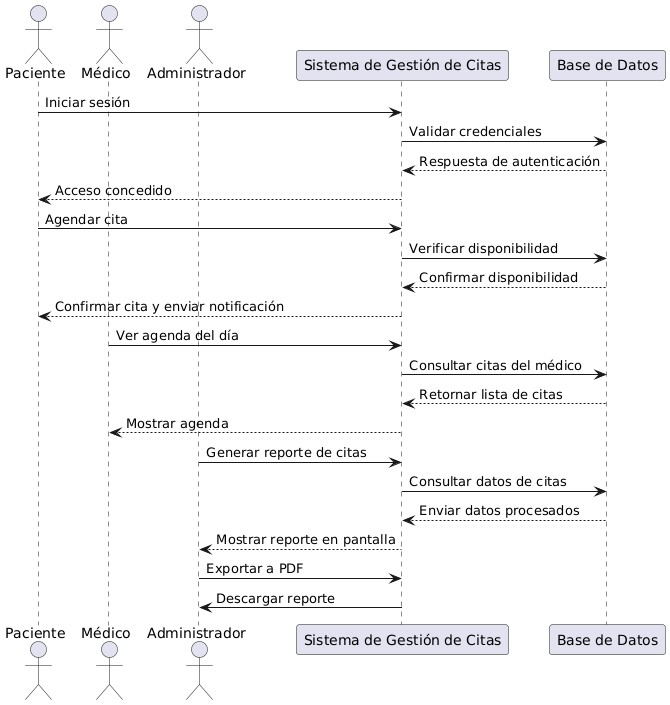 Paciente
Médico
Administrador
Sistema de Gestión de Citas
Base de Datos
Iniciar sesión
Validar credenciales
Respuesta de autenticación
Acceso concedido
Agendar cita
Verificar disponibilidad
Confirmar disponibilidad
Confirmar cita y enviar notificación
Ver agenda del día
Consultar citas del médico
Retornar lista de citas
Mostrar agenda
Generar reporte de citas
Consultar datos de citas
Enviar datos procesados
Mostrar reporte en pantalla
Exportar a PDF
Descargar reporte
Paciente
Médico
Administrador
Sistema de Gestión de Citas
Base de Datos